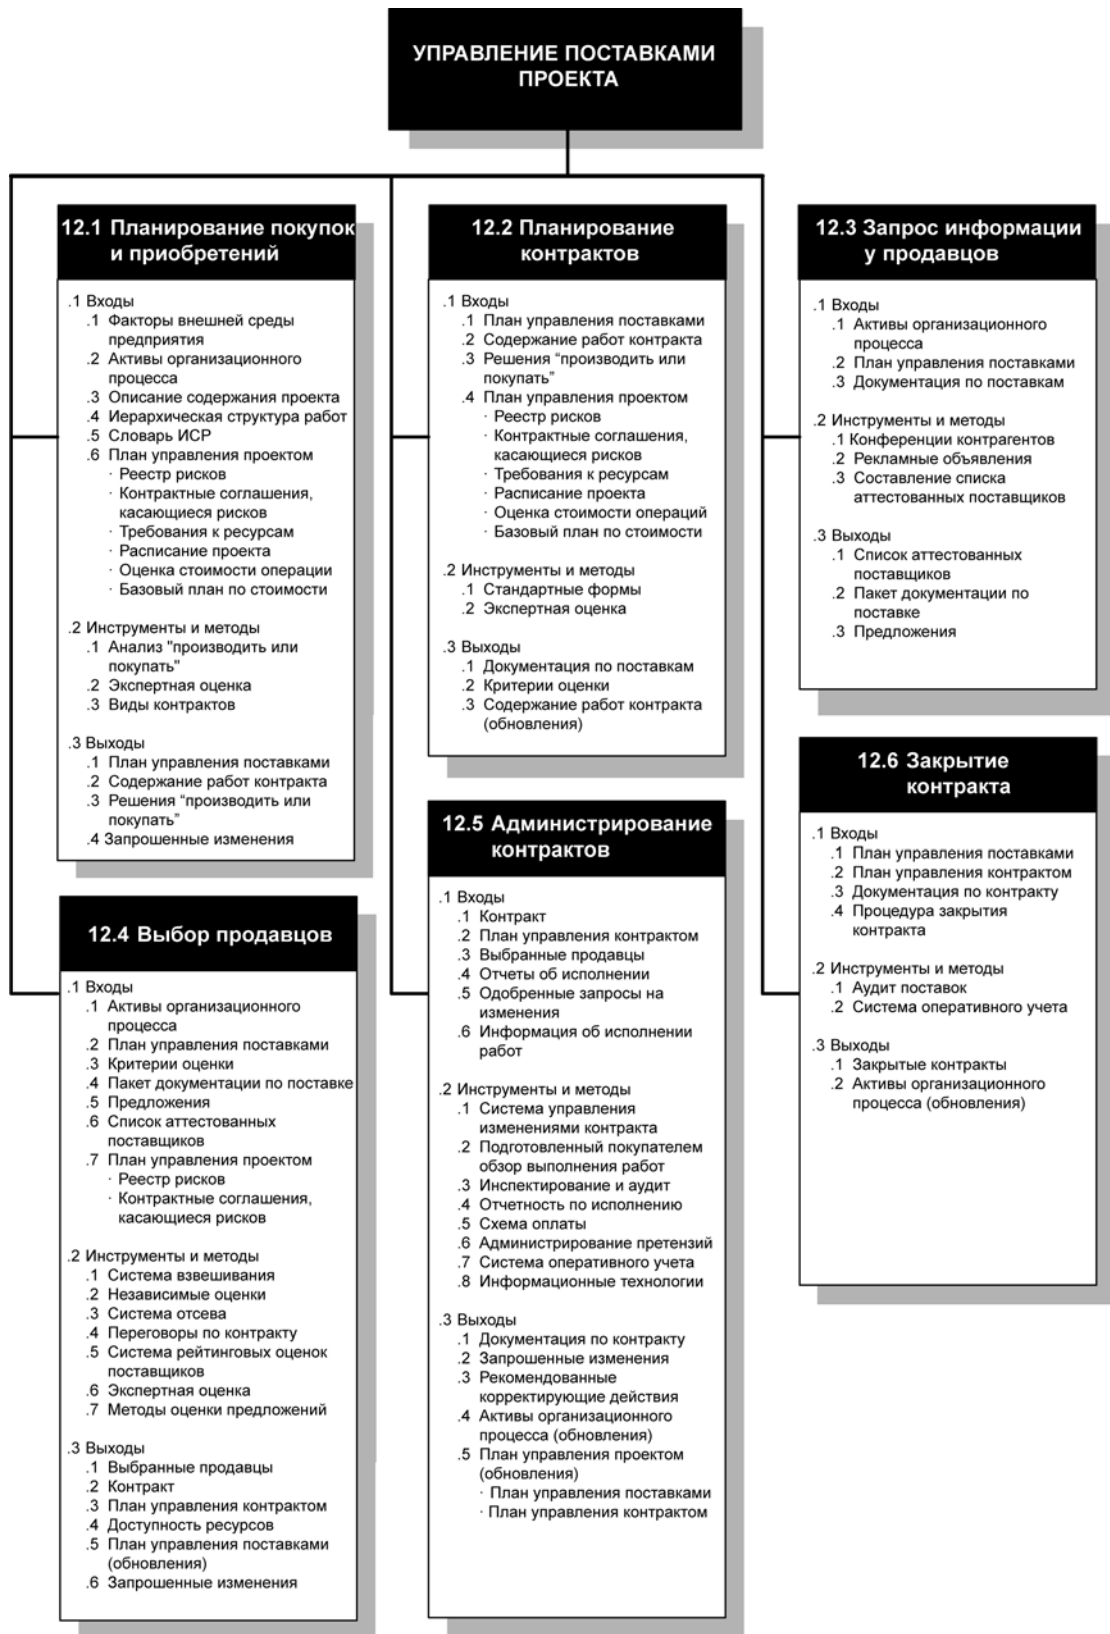 УПРАВЛЕНИЕ ПОСТАВКАМИ
ПРОЕКТА
12.1 Планирование покупок
и приобретений
.1 Входы
.1 Факторы внешней среды
предприятия
.2 Активы организационного
процесса
.3 Описание содержания проекта
.4 Иерархическая структура работ
.5 Словарь ИСР
.6 План управления проектом
· Реестр рисков
· Контрактные соглашения,
касающиеся рисков
· Требования к ресурсам
· Расписание проекта
· Оценка стоимости операции
· Базовый план по стоимости
.2 Инструменты и методы
.1 Анализ "производить или
покупать"
.2 Экспертная оценка
.3 Виды контрактов
.3 Выходы
.1 План управления поставками
.2 Содержание работ контракта
.3 Решения “производить или
покупать”
.4 Запрошенные изменения
12.2 Планирование
контрактов
.1 Входы
.1 План управления поставками
.2 Содержание работ контракта
.3 Решения “производить или
покупать”
.4 План управления проектом
· Реестр рисков
· Контрактные соглашения,
касающиеся рисков
· Требования к ресурсам
· Расписание проекта
· Оценка стоимости операций
· Базовый план по стоимости
.2 Инструменты и методы
.1 Стандартные формы
.2 Экспертная оценка
.3 Выходы
.1 Документация по поставкам
.2 Критерии оценки
.3 Содержание работ контракта
(обновления)
12.3 Запрос информации
у продавцов
.1 Входы
.1 Активы организационного
процесса
.2 План управления поставками
.3 Документация по поставкам
.2 Инструменты и методы
.1 Конференции контрагентов
.2 Рекламные объявления
.3 Составление списка
аттестованных поставщиков
.3 Выходы
.1 Список аттестованных
поставщиков
.2 Пакет документации по
поставке
.3 Предложения
12.4 Выбор продавцов
.1 Входы
.1 Активы организационного
процесса
.2 План управления поставками
.3 Критерии оценки
.4 Пакет документации по поставке
.5 Предложения
.6 Список аттестованных
поставщиков
.7 План управления проектом
· Реестр рисков
· Контрактные соглашения,
касающиеся рисков
.2 Инструменты и методы
.1 Система взвешивания
.2 Независимые оценки
.3 Система отсева
.4 Переговоры по контракту
.5 Система рейтинговых оценок
поставщиков
.6 Экспертная оценка
.7 Методы оценки предложений
.3 Выходы
.1 Выбранные продавцы
.2 Контракт
.3 План управления контрактом
.4 Доступность ресурсов
.5 План управления поставками
(обновления)
.6 Запрошенные изменения
12.5 Администрирование
контрактов
.1 Входы
.1 Контракт
.2 План управления контрактом
.3 Выбранные продавцы
.4 Отчеты об исполнении
.5 Одобренные запросы на
изменения
.6 Информация об исполнении
работ
.2 Инструменты и методы
.1 Система управления
изменениями контракта
.2 Подготовленный покупателем
обзор выполнения работ
.3 Инспектирование и аудит
.4 Отчетность по исполнению
.5 Схема оплаты
.6 Администрирование претензий
.7 Система оперативного учета
.8 Информационные технологии
.3 Выходы
.1 Документация по контракту
.2 Запрошенные изменения
.3 Рекомендованные
корректирующие действия
.4 Активы организационного
процесса (обновления)
.5 План управления проектом
(обновления)
· План управления поставками
· План управления контрактом
12.6 Закрытие
контракта
.1 Входы
.1 План управления поставками
.2 План управления контрактом
.3 Документация по контракту
.4 Процедура закрытия
контракта
.2 Инструменты и методы
.1 Аудит поставок
.2 Система оперативного учета
.3 Выходы
.1 Закрытые контракты
.2 Активы организационного
процесса (обновления)